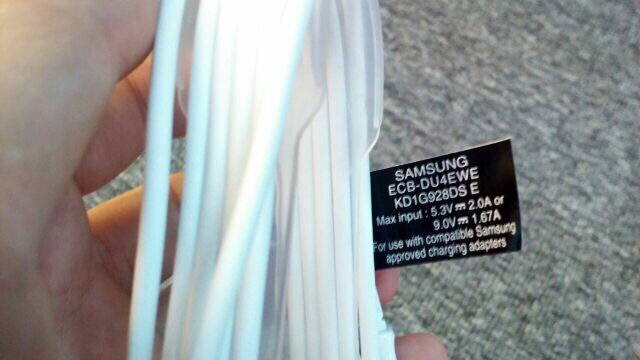 SAMSUNG
ECB-DU4EWE
KD1G928DS E
Max input : 5.3V⎓ 2.0A or
9.0V⎓ 1.67A
For use with compatible Samsung
approved charging adapters